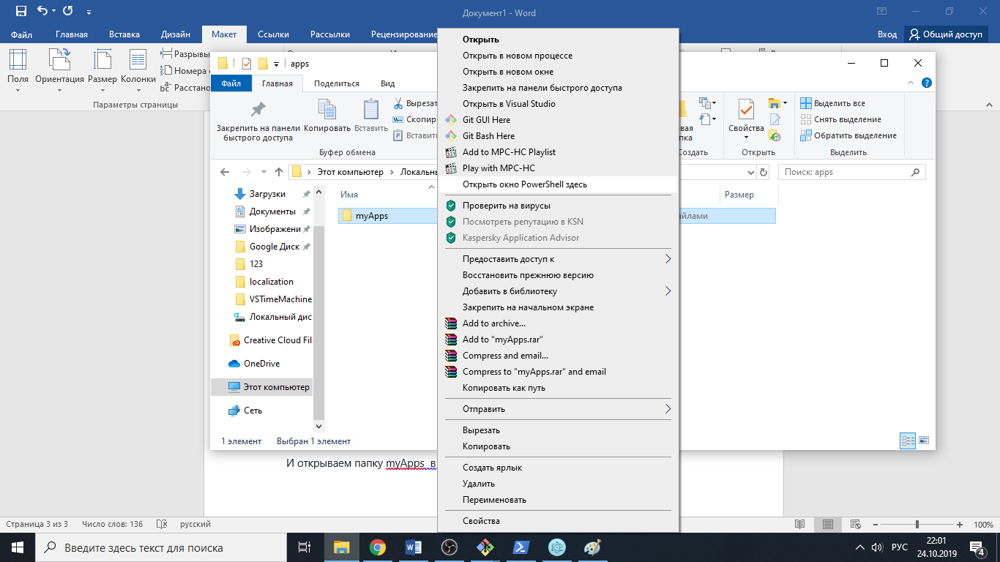 Документ1 - Word
Файл Главная Вставка Дизайн Макет Ссылки Рассылки Рецензирование Вход Общий доступ
Поля Ориентация Размер Колонки
Разрывы
Номера
Параметры страницы
apps
Файл Главная Поделиться Вид
Закрепить на панели быстрого доступа
Копировать
Вставить
Буфер обмена
Свойства
Открыть
Выделить все
Снять выделение
Обратить выделение
Выделить
Этот компьютер
Поиск: apps
Загрузки
Документы
Изображени
Google Диск
123
localization
VSTimeMachine
Локальный дис
Creative Cloud Fil
OneDrive
Этот компьютер
Сеть
Имя
Размер
myApps
1 элемент Выбран 1 элемент
Открыть
Открыть в новом процессе
Открыть в новом окне
Закрепить на панели быстрого доступа
Открыть в Visual Studio
Git GUI Here
Git Bash Here
Add to MPC-HC Playlist
Play with MPC-HC
Открыть окно PowerShell здесь
Проверить на вирусы
Посмотреть репутацию в KSN
Kaspersky Application Advisor
Предоставить доступ к
Восстановить прежнюю версию
Добавить в библиотеку
Закрепить на начальном экране
Add to archive...
Add to "myApps.rar"
Compress and email...
Compress to "myApps.rar" and email
Копировать как путь
Отправить
Вырезать
Копировать
Создать ярлык
Удалить
Переименовать
Свойства
И открываем папку myApps в
Страница 3 из 3 Число слов: 136 русский 100%
Введите здесь текст для поиска
РУС
22:01
24.10.2019
4